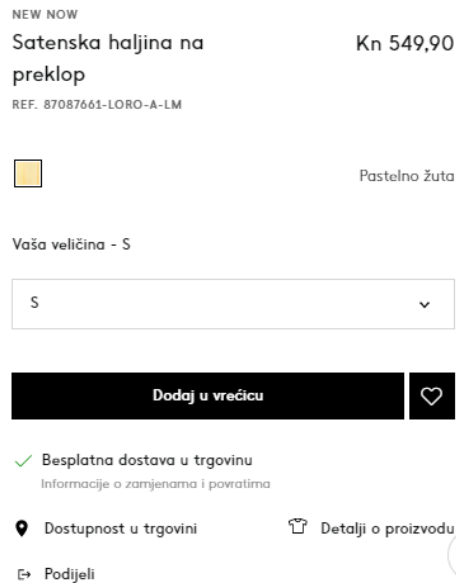 NEW NOW
Satenska haljina na
preklop
Kn 549,90
REF. 87087661-LORO-A-LM
Pastelno žuta
Vaša veličina - S
S
Dodaj u vrećicu
Besplatna dostava u trgovinu
Informacije o zamjenama i povratima
Dostupnost u trgovini
Detalji o proizvodu
Podijeli